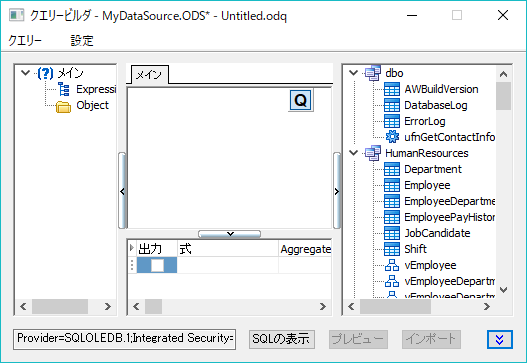 クエリービルダ - MyDataSource.ODS* - Untitled.odq
クエリー 設定
メイン
Expressi
Object
メイン
Q
出力 式 Aggregate
dbo
AWBuildVersion
DatabaseLog
ErrorLog
ufnGetContactInfo
HumanResources
Department
Employee
EmployeeDepartme
EmployeePayHistor
JobCandidate
Shift
vEmployee
vEmployeeDepartm
vEmployeeDepartm
Provider=SQLOLEDB.1;Integrated Security= SQLの表示 プレビュー インポート